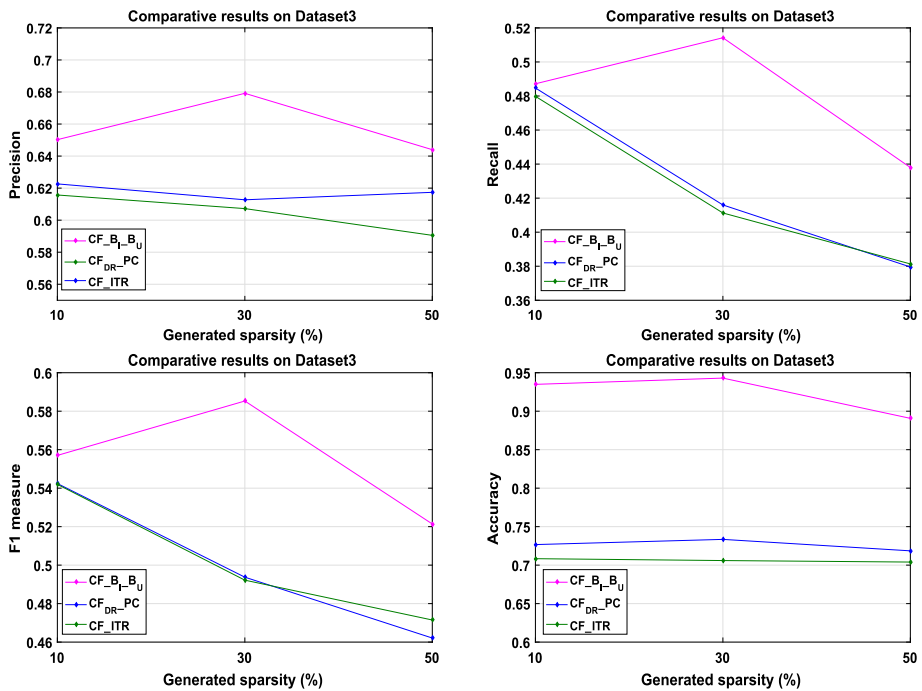 Comparative results on Dataset3
0.72
0.7
0.68
0.66
0.64
0.62
0.6
0.58
0.56
Precision
CF_B_I_B_U
CF_DR_PC
CF_ITR
10
30
50
Generated sparsity (%)
Comparative results on Dataset3
0.52
0.5
0.48
0.46
0.44
0.42
0.4
0.38
0.36
Recall
CF_B_I_B_U
CF_DR_PC
CF_ITR
10
30
50
Generated sparsity (%)
Comparative results on Dataset3
0.6
0.58
0.56
0.54
0.52
0.5
0.48
0.46
F1 measure
CF_B_I_B_U
CF_DR_PC
CF_ITR
10
30
50
Generated sparsity (%)
Comparative results on Dataset3
0.95
0.9
0.85
0.8
0.75
0.7
0.65
0.6
Accuracy
CF_B_I_B_U
CF_DR_PC
CF_ITR
10
30
50
Generated sparsity (%)